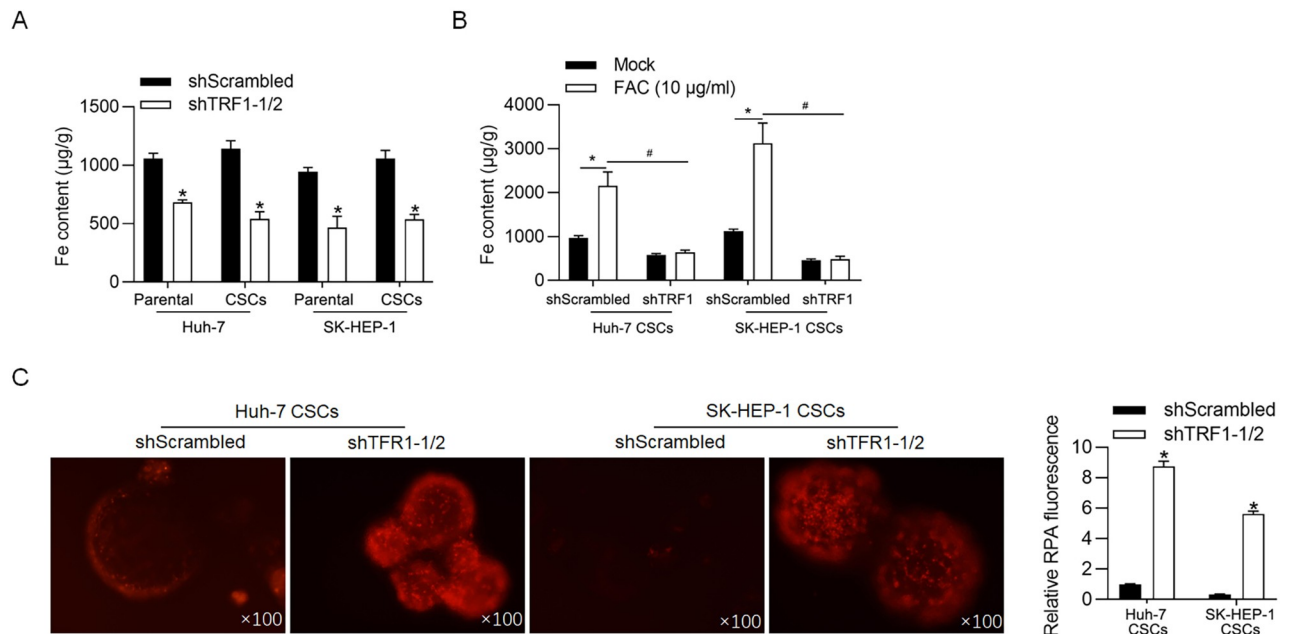 A
shScrambled
shTRF1-1/2
Fe content (μg/g)
1500
1000
500
0
*
*
*
*
Parental
CSCs
Parental
CSCs
Huh-7
SK-HEP-1
B
Mock
FAC (10 μg/ml)
Fe content (μg/g)
4000
3000
2000
1000
0
*
#
*
#
shScrambled
shTRF1
shScrambled
shTRF1
Huh-7 CSCs
SK-HEP-1 CSCs
C
Huh-7 CSCs
SK-HEP-1 CSCs
shScrambled
shTFR1-1/2
shScrambled
shTFR1-1/2
×100
×100
×100
×100
shScrambled
shTRF1-1/2
Relative RPA fluorescence
10
8
6
4
2
0
*
*
Huh-7
CSCs
SK-HEP-1
CSCs